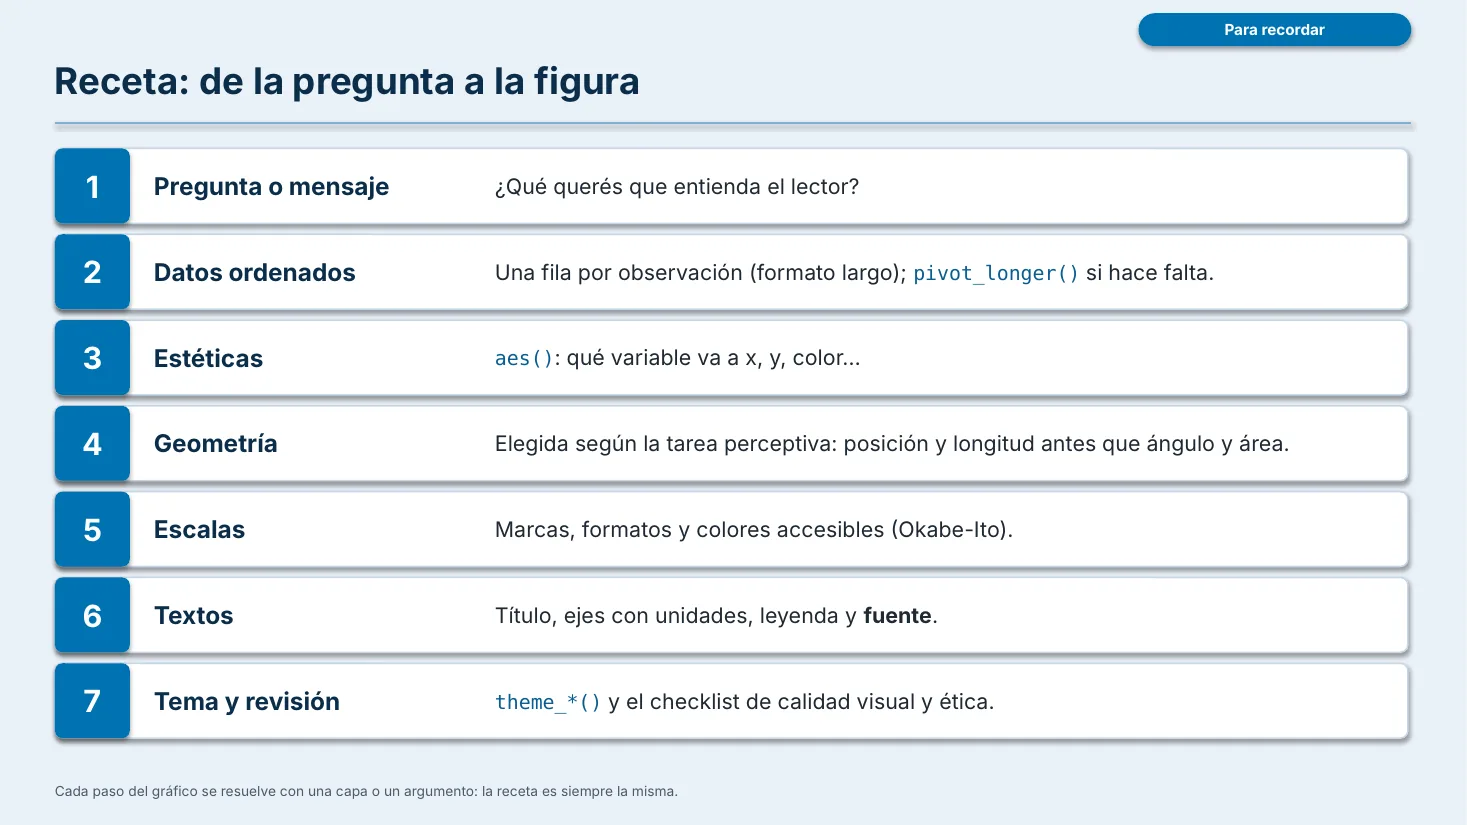 Para recordar
Receta: de la pregunta a la figura
1 Pregunta o mensaje ¿Qué querés que entienda el lector?
2 Datos ordenados Una fila por observación (formato largo); pivot_longer() si hace falta.
3 Estéticas aes(): qué variable va a x, y, color...
4 Geometría Elegida según la tarea perceptiva: posición y longitud antes que ángulo y área.
5 Escalas Marcas, formatos y colores accesibles (Okabe-Ito).
6 Textos Título, ejes con unidades, leyenda y fuente.
7 Tema y revisión theme_*() y el checklist de calidad visual y ética.
Cada paso del gráfico se resuelve con una capa o un argumento: la receta es siempre la misma.